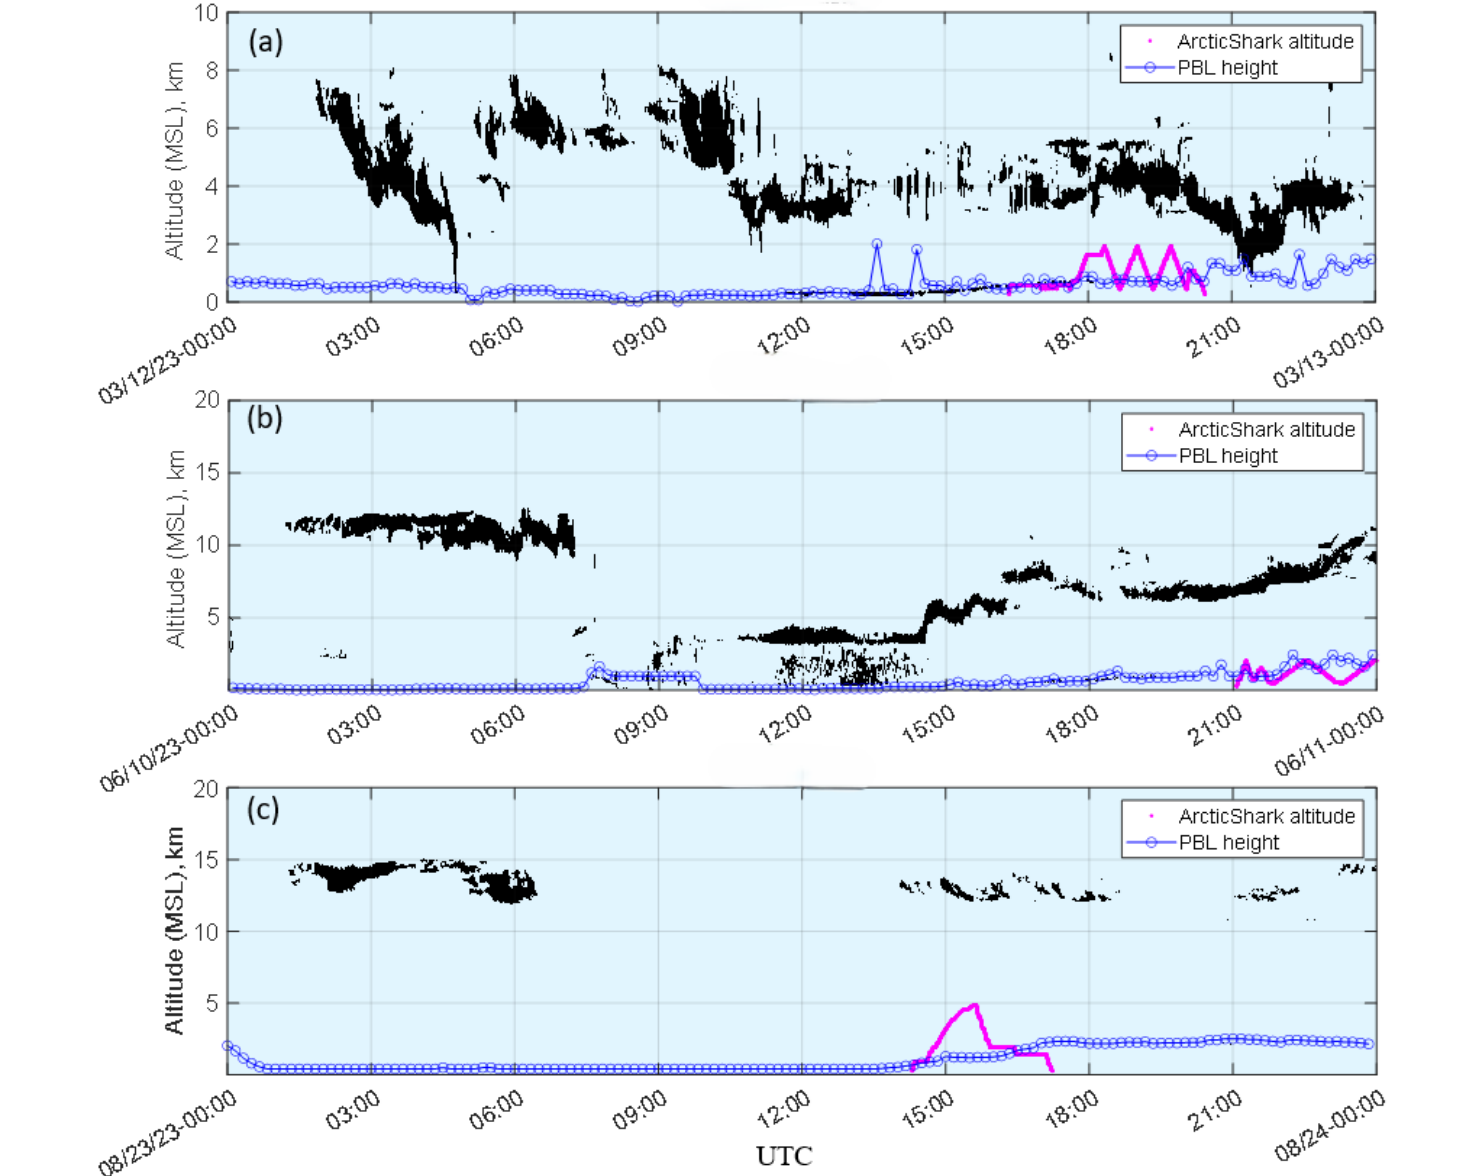 (a)
ArcticShark altitude
PBL height
Altitude (MSL), km
10
8
6
4
2
0
03/12/23-00:00 03:00 06:00 09:00 12:00 15:00 18:00 21:00 03/13-00:00
(b)
ArcticShark altitude
PBL height
Altitude (MSL), km
20
15
10
5
06/10/23-00:00 03:00 06:00 09:00 12:00 15:00 18:00 21:00 06/11-00:00
(c)
ArcticShark altitude
PBL height
Altitude (MSL), km
20
15
10
5
08/23/23-00:00 03:00 06:00 09:00 12:00 15:00 18:00 21:00 08/24-00:00
UTC